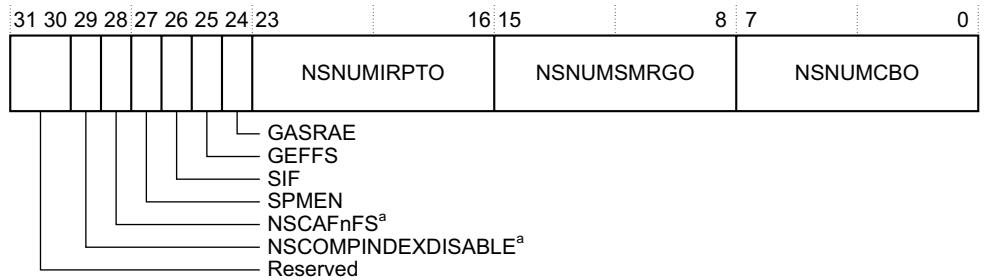 31 30 29 28 27 26 25 24 23 16 15 8 7 0
NSNUMIRPTO NSNUMSMRGO NSNUMCBO
GASRAE
GEFFS
SIF
SPMEN
NSCAFnFSᵃ
NSCOMPINDEXDISABLEᵃ
Reserved